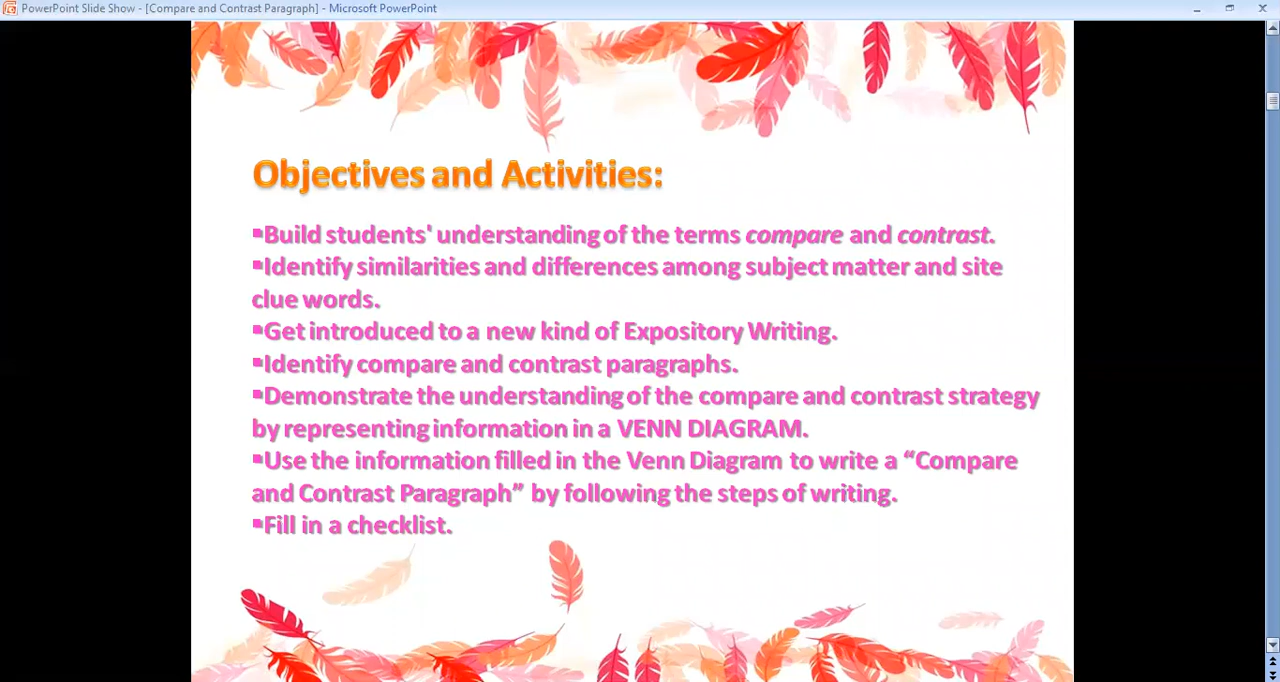 PowerPoint Slide Show - [Compare and Contrast Paragraph] - Microsoft PowerPoint
Objectives and Activities:
▪Build students' understanding of the terms compare and contrast.
▪Identify similarities and differences among subject matter and site
clue words.
▪Get introduced to a new kind of Expository Writing.
▪Identify compare and contrast paragraphs.
▪Demonstrate the understanding of the compare and contrast strategy
by representing information in a VENN DIAGRAM.
▪Use the information filled in the Venn Diagram to write a “Compare
and Contrast Paragraph” by following the steps of writing.
▪Fill in a checklist.